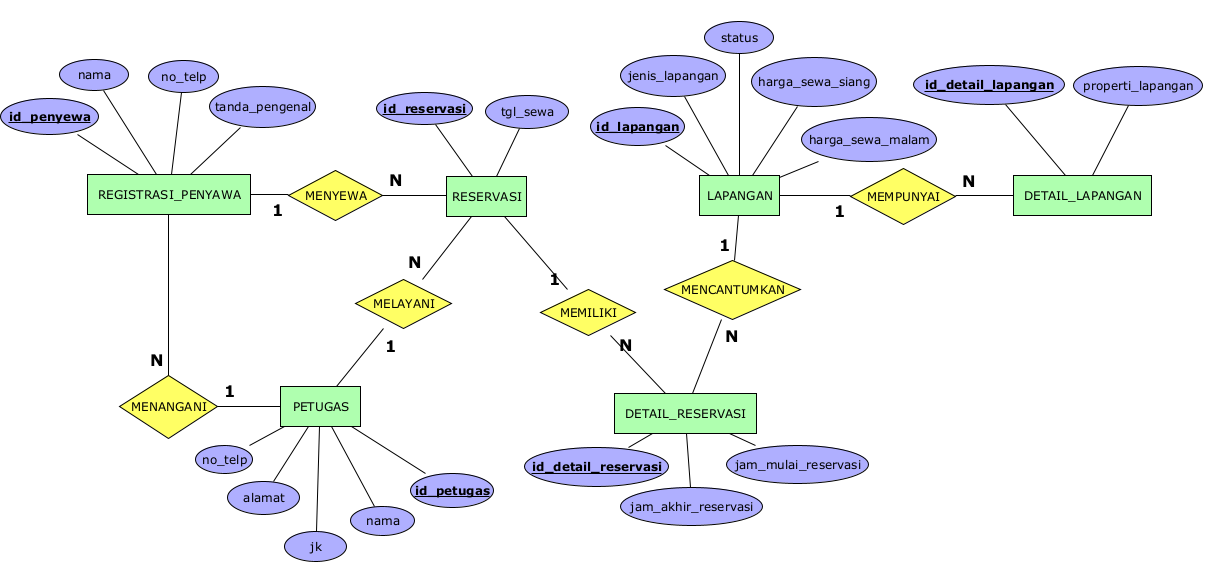 status
nama
no_telp
jenis_lapangan
harga_sewa_siang
id_detail_lapangan
properti_lapangan
id_penyewa
tanda_pengenal
id_reservasi
tgl_sewa
id_lapangan
harga_sewa_malam
REGISTRASI_PENYAWA
1
MENYEWA
N
RESERVASI
LAPANGAN
1
MEMPUNYAI
N
DETAIL_LAPANGAN
N
1
1
MELAYANI
MEMILIKI
MENCANTUMKAN
1
N
N
N
MENANGANI
1
PETUGAS
DETAIL_RESERVASI
no_telp
alamat
jk
nama
id_petugas
id_detail_reservasi
jam_akhir_reservasi
jam_mulai_reservasi